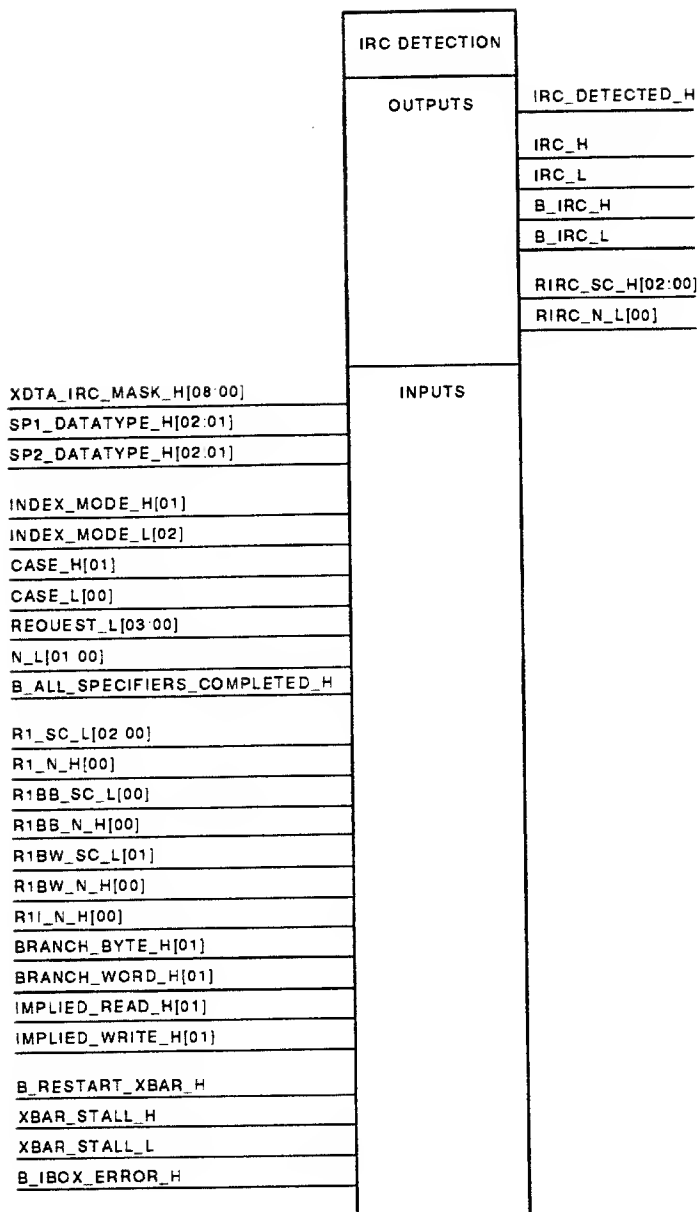 IRC DETECTION
OUTPUTS
IRC_DETECTED_H
IRC_H
IRC_L
B_IRC_H
B_IRC_L
RIRC_SC_H[02:00]
RIRC_N_L[00]
INPUTS
XDTA_IRC_MASK_H[08:00]
SP1_DATATYPE_H[02:01]
SP2_DATATYPE_H[02:01]
INDEX_MODE_H[01]
INDEX_MODE_L[02]
CASE_H[01]
CASE_L[00]
REQUEST_L[03:00]
N_L[01 00]
B_ALL_SPECIFIERS_COMPLETED_H
R1_SC_L[02 00]
R1_N_H[00]
R1BB_SC_L[00]
R1BB_N_H[00]
R1BW_SC_L[01]
R1BW_N_H[00]
R1I_N_H[00]
BRANCH_BYTE_H[01]
BRANCH_WORD_H[01]
IMPLIED_READ_H[01]
IMPLIED_WRITE_H[01]
B_RESTART_XBAR_H
XBAR_STALL_H
XBAR_STALL_L
B_IBOX_ERROR_H